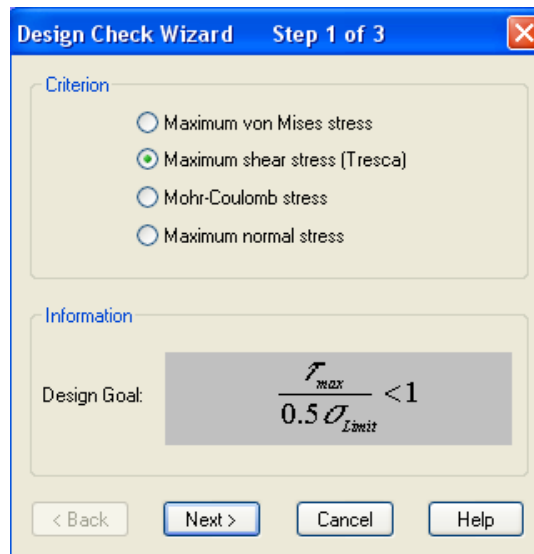 Design Check Wizard Step 1 of 3
Criterion
Maximum von Mises stress
Maximum shear stress (Tresca)
Mohr-Coulomb stress
Maximum normal stress
Information
Design Goal:
τmax
0.5 σLimit
<1
< Back Next > Cancel Help